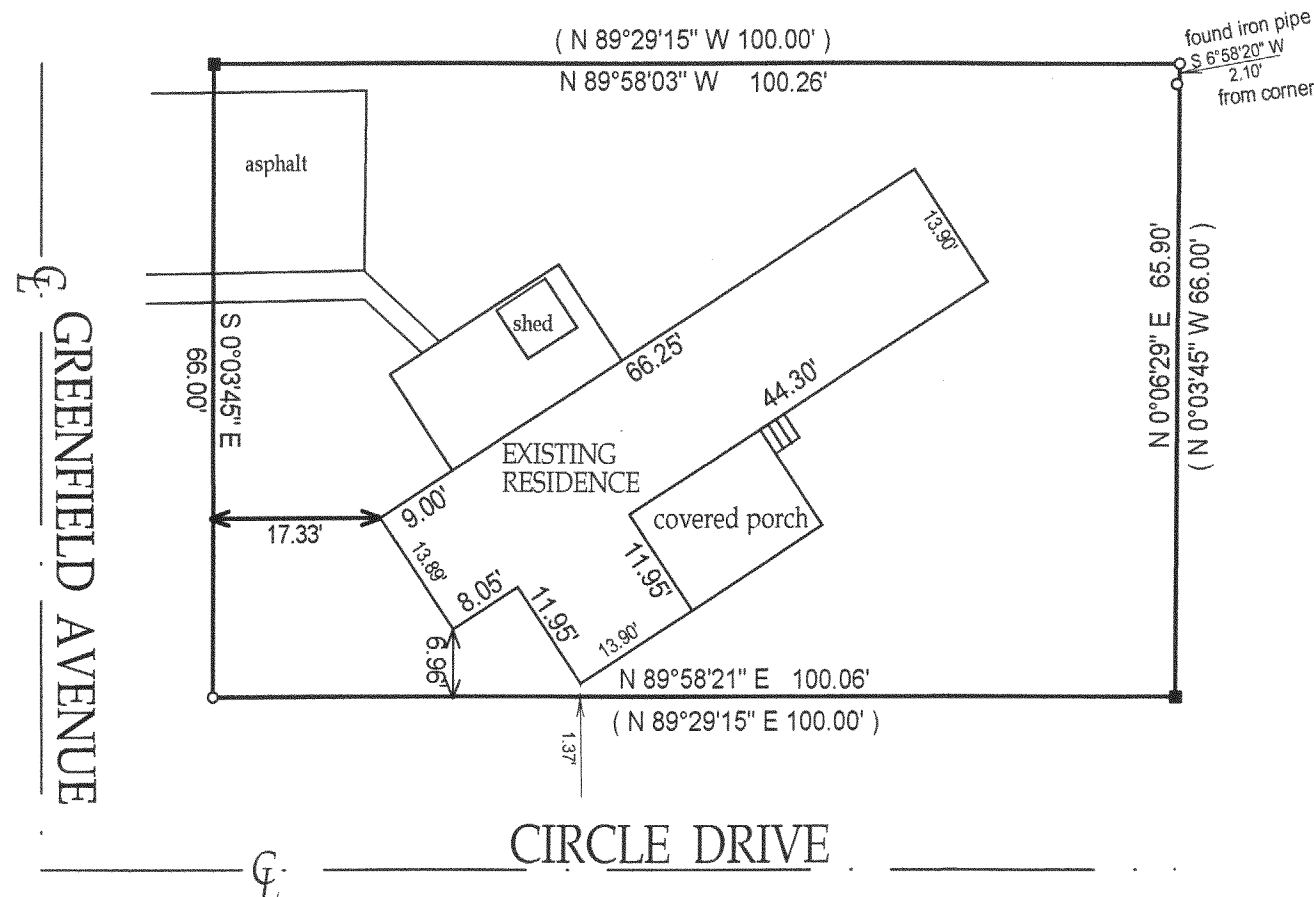 ( N 89°29'15" W 100.00' )
N 89°58'03" W 100.26'
found iron pipe
S 6°58'20" W
2.10'
from corner
asphalt
13.90'
shed
66.25'
44.30'
N 0°06'29" E 65.90'
( N 0°03'45" W 66.00' )
S 0°03'45" E
66.00'
CL
GREENFIELD AVENUE
EXISTING
RESIDENCE
9.00'
covered porch
17.33'
13.89'
8.05'
11.95'
11.95'
13.90'
6.96'
N 89°58'21" E 100.06'
( N 89°29'15" E 100.00' )
1.37'
CIRCLE DRIVE
CL